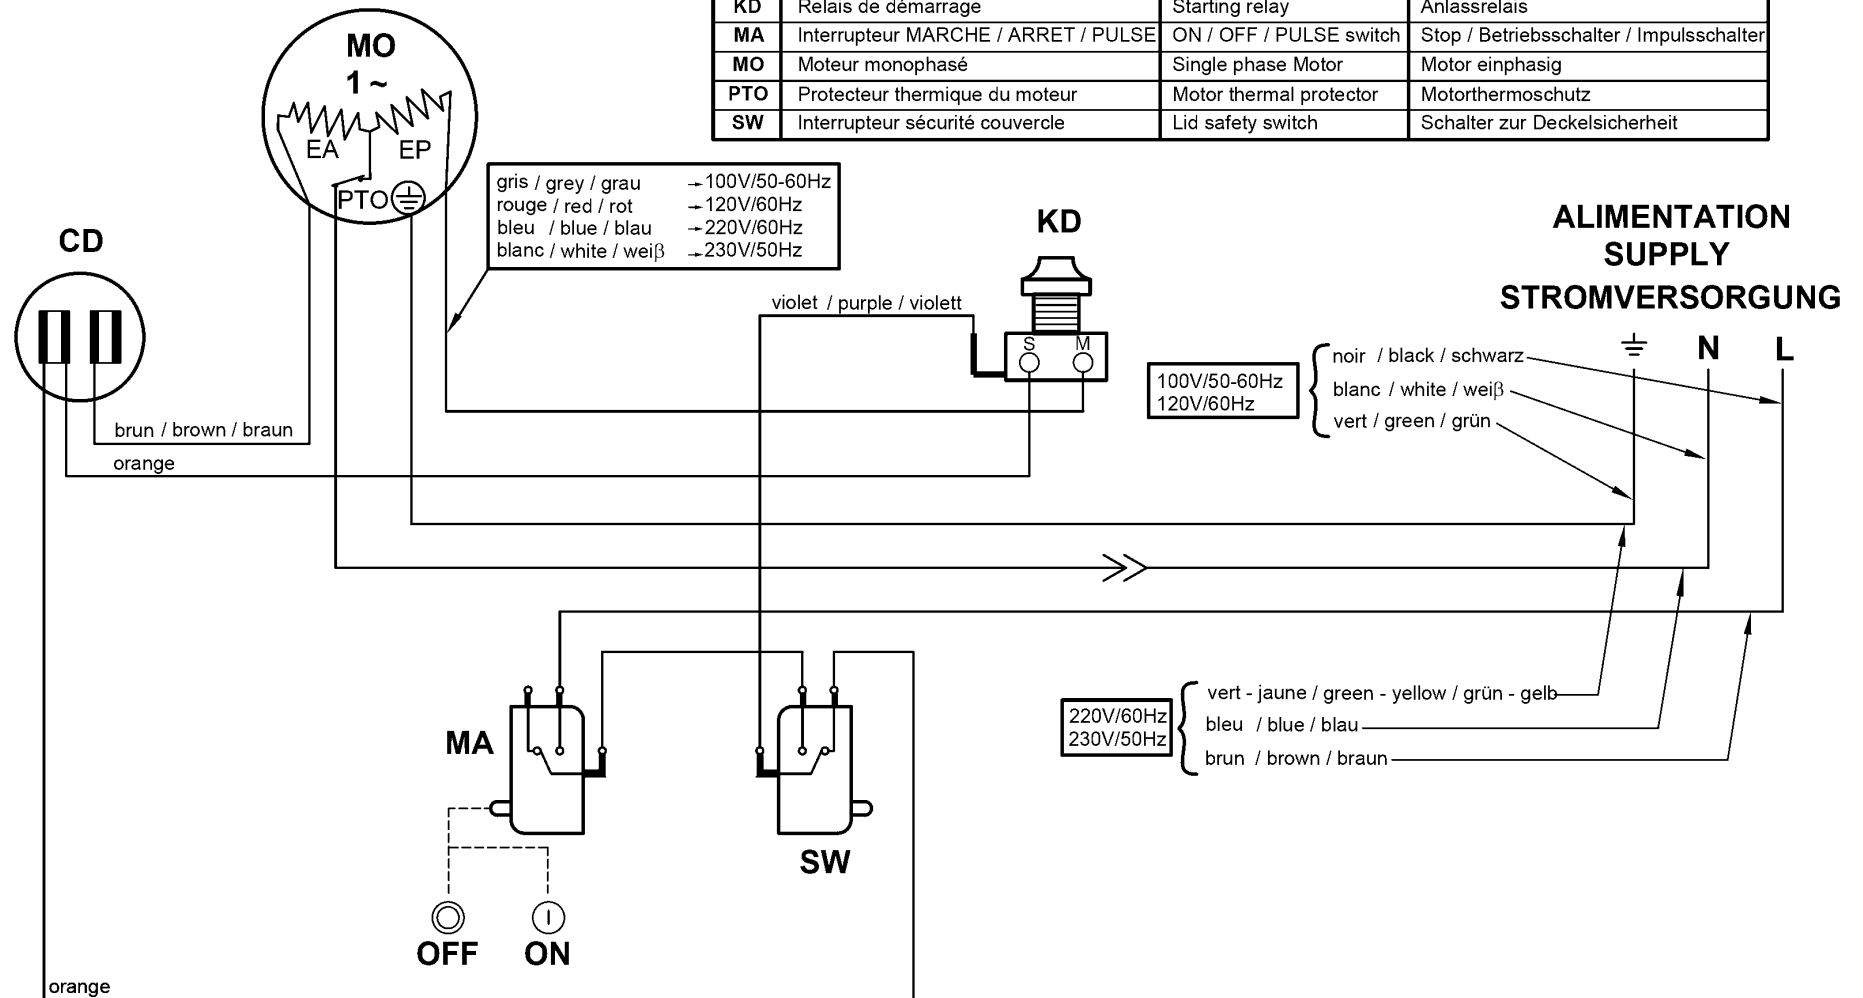 KD Relais de démarrage Starting relay Anlassrelais
MA Interrupteur MARCHE / ARRET / PULSE ON / OFF / PULSE switch Stop / Betriebsschalter / Impulsschalter
MO Moteur monophasé Single phase Motor Motor einphasig
PTO Protecteur thermique du moteur Motor thermal protector Motorthermoschutz
SW Interrupteur sécurité couvercle Lid safety switch Schalter zur Deckelsicherheit
MO
1 ~
EA EP
PTO
gris / grey / grau →100V/50-60Hz
rouge / red / rot →120V/60Hz
bleu / blue / blau →220V/60Hz
blanc / white / weiβ →230V/50Hz
CD
KD
S M
violet / purple / violett
ALIMENTATION
SUPPLY
STROMVERSORGUNG
N L
100V/50-60Hz
120V/60Hz
noir / black / schwarz
blanc / white / weiβ
vert / green / grün
brun / brown / braun
orange
220V/60Hz
230V/50Hz
vert - jaune / green - yellow / grün - gelb
bleu / blue / blau
brun / brown / braun
MA
SW
OFF ON
orange